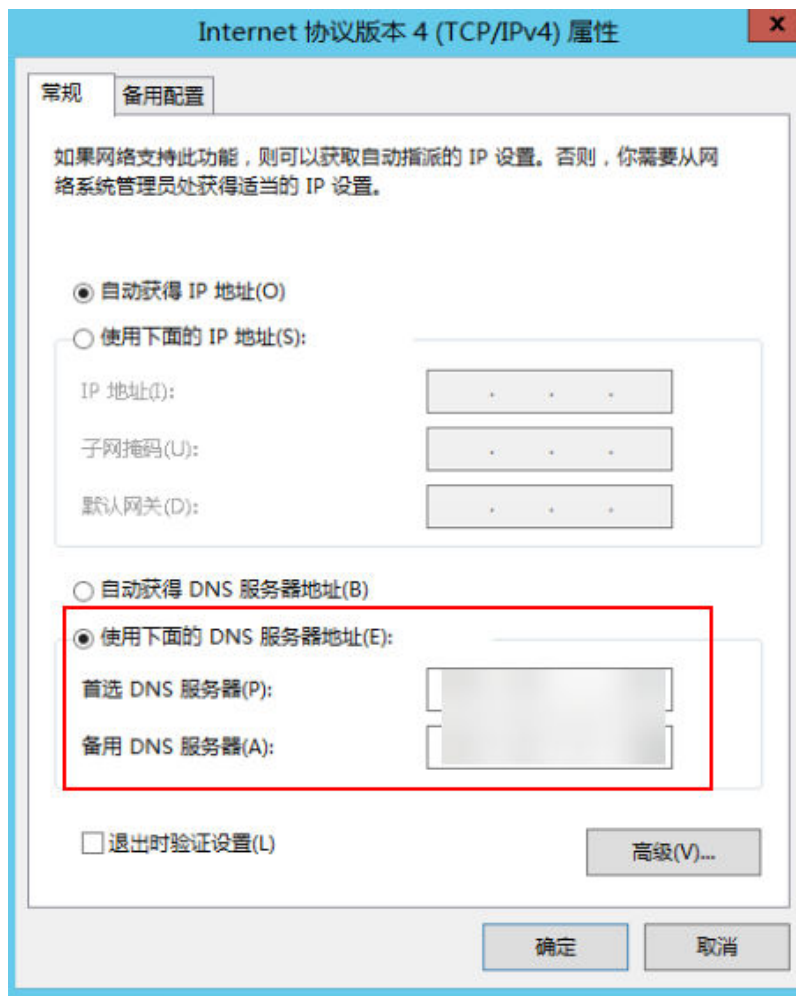 Internet 协议版本 4 (TCP/IPv4) 属性
x
常规
备用配置
如果网络支持此功能，则可以获取自动指派的 IP 设置。否则，你需要从网
络系统管理员处获得适当的 IP 设置。
自动获得 IP 地址(O)
使用下面的 IP 地址(S):
IP 地址(I):
. . .
子网掩码(U):
. . .
默认网关(D):
. . .
自动获得 DNS 服务器地址(B)
使用下面的 DNS 服务器地址(E):
首选 DNS 服务器(P):
备用 DNS 服务器(A):
退出时验证设置(L)
高级(V)...
确定
取消